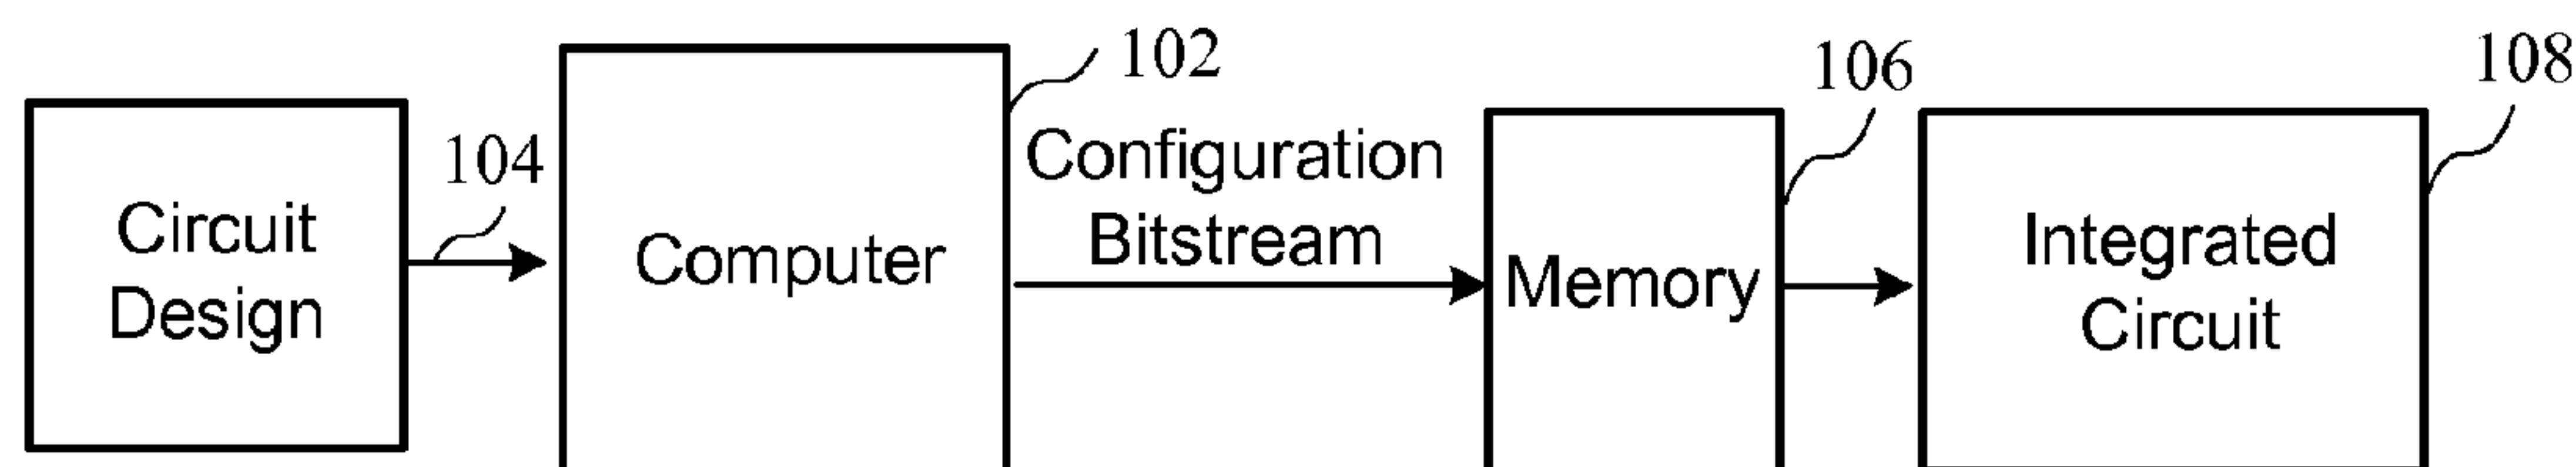 Circuit
Design
104
Computer
102
Configuration
Bitstream
Memory
106
Integrated
Circuit
108